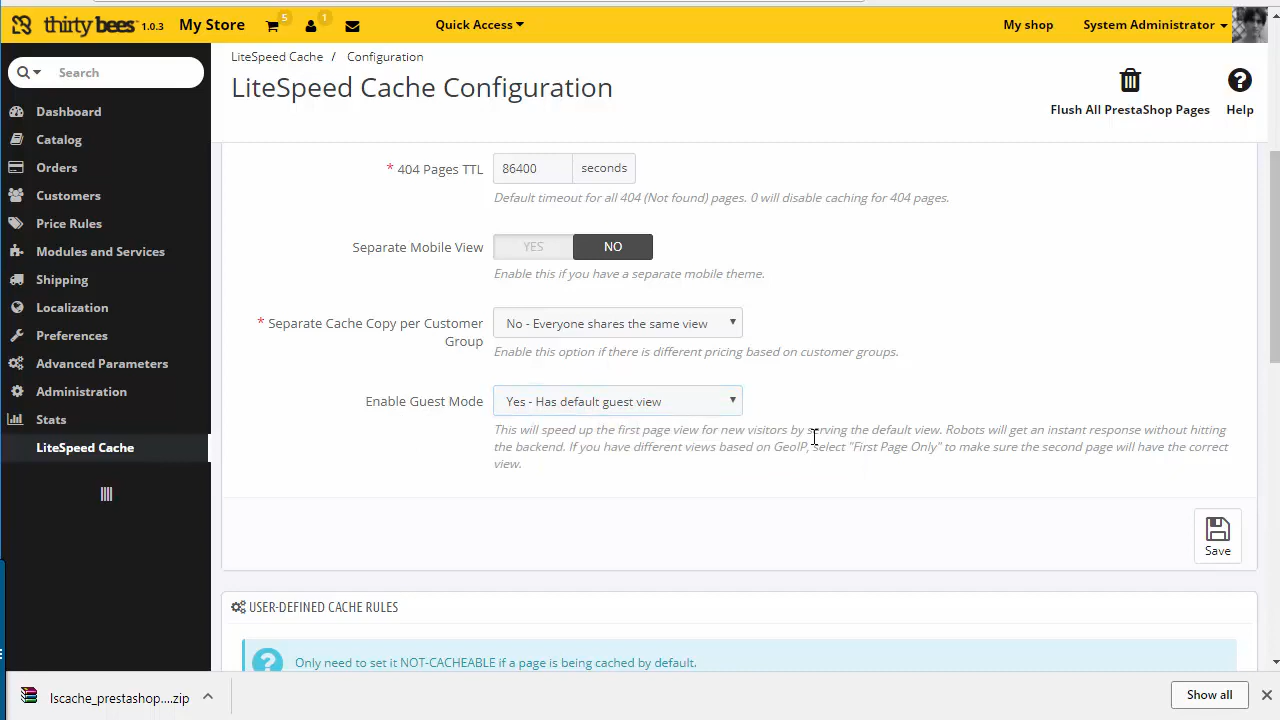 thirty bees 1.0.3 My Store 5 1 Quick Access My shop System Administrator
Search
Dashboard
Catalog
Orders
Customers
Price Rules
Modules and Services
Shipping
Localization
Preferences
Advanced Parameters
Administration
Stats
LiteSpeed Cache
LiteSpeed Cache / Configuration
LiteSpeed Cache Configuration
Flush All PrestaShop Pages
Help
* 404 Pages TTL 86400 seconds
Default timeout for all 404 (Not found) pages. 0 will disable caching for 404 pages.
Separate Mobile View YES NO
Enable this if you have a separate mobile theme.
* Separate Cache Copy per Customer
Group
No - Everyone shares the same view
Enable this option if there is different pricing based on customer groups.
Enable Guest Mode Yes - Has default guest view
This will speed up the first page view for new visitors by serving the default view. Robots will get an instant response without hitting
the backend. If you have different views based on GeoIP, select "First Page Only" to make sure the second page will have the correct
view.
Save
USER-DEFINED CACHE RULES
Only need to set it NOT-CACHEABLE if a page is being cached by default.
lscache_prestashop....zip
Show all